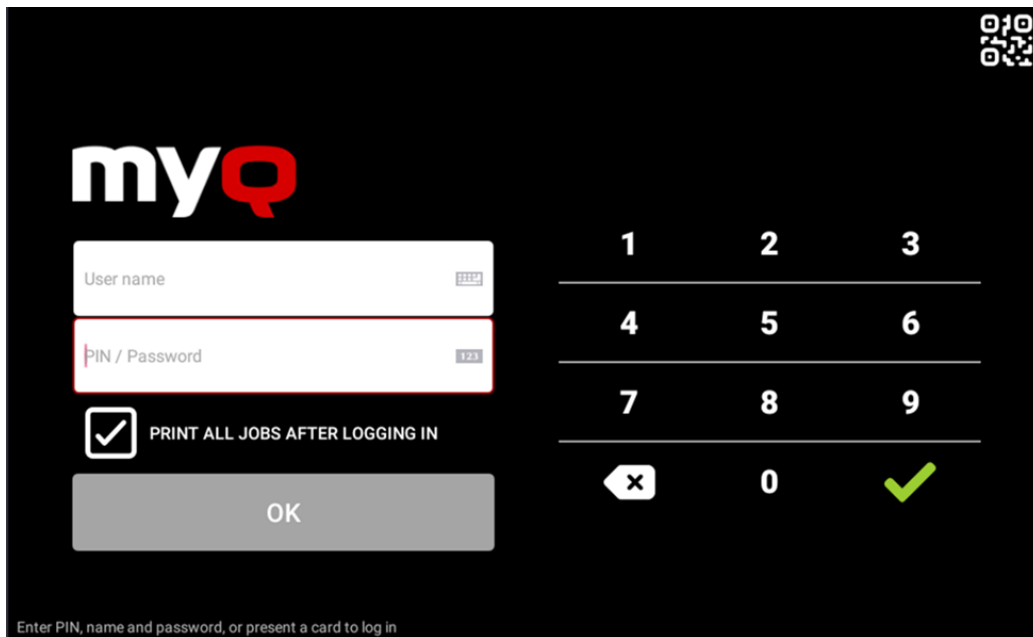 myQ
User name
PIN / Password
123
PRINT ALL JOBS AFTER LOGGING IN
OK
1 2 3
4 5 6
7 8 9
0
Enter PIN, name and password, or present a card to log in